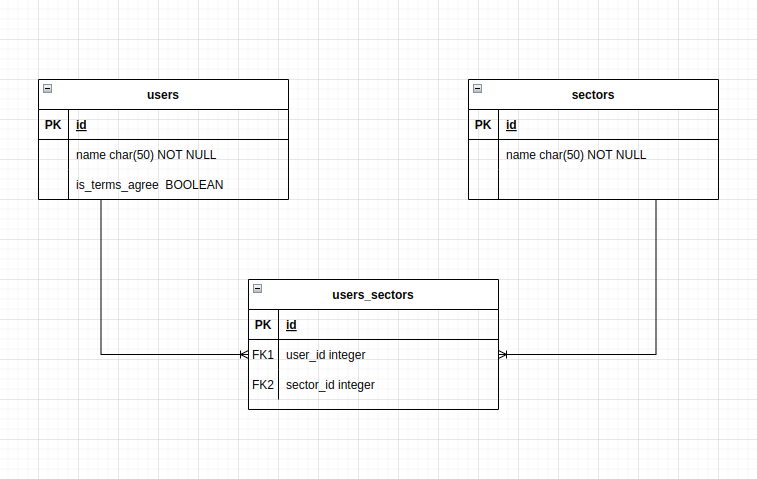 users
PK id
name char(50) NOT NULL
is_terms_agree BOOLEAN
sectors
PK id
name char(50) NOT NULL
users_sectors
PK id
FK1 user_id integer
FK2 sector_id integer